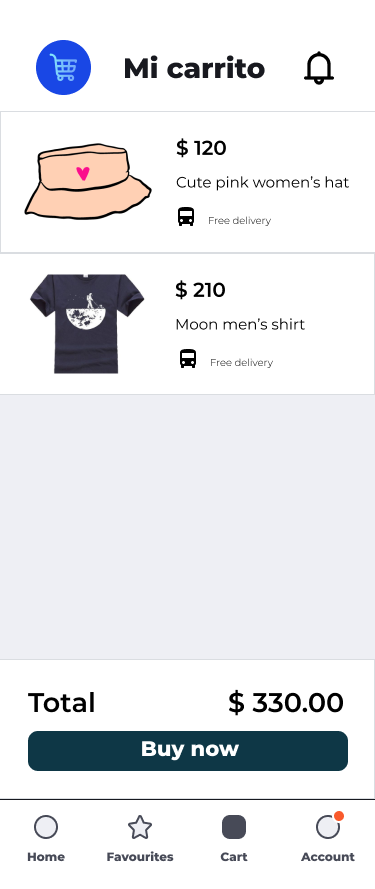 Mi carrito
$ 120
Cute pink women's hat
Free delivery
$ 210
Moon men's shirt
Free delivery
Total $ 330.00
Buy now
Home Favourites Cart Account